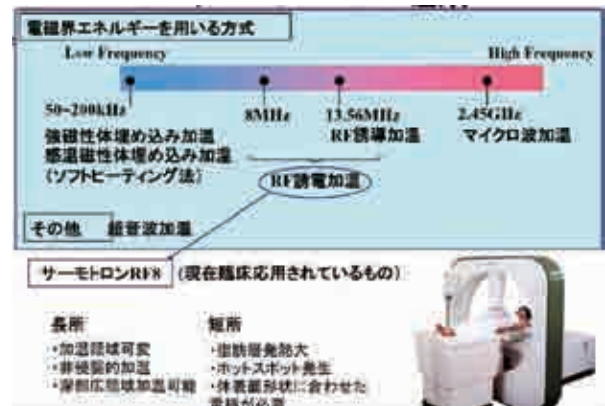 電磁界エネルギーを用いる方式
Low Frequency High Frequency
50~200kHz 8MHz 13.56MHz 2.45GHz
強磁性体埋め込み加温 RF誘導加温 マイクロ波加温
感温磁性体埋め込み加温
(ソフトヒーティング法) RF誘電加温
その他 超音波加温
サーモトロンRF8 (現在臨床応用されているもの)
長所 短所
・加温領域可変 ・脂肪層発熱大
・非侵襲的加温 ・ホットスポット発生
・深部広領域加温可能 ・体表面形状に合わせた
電極が必要